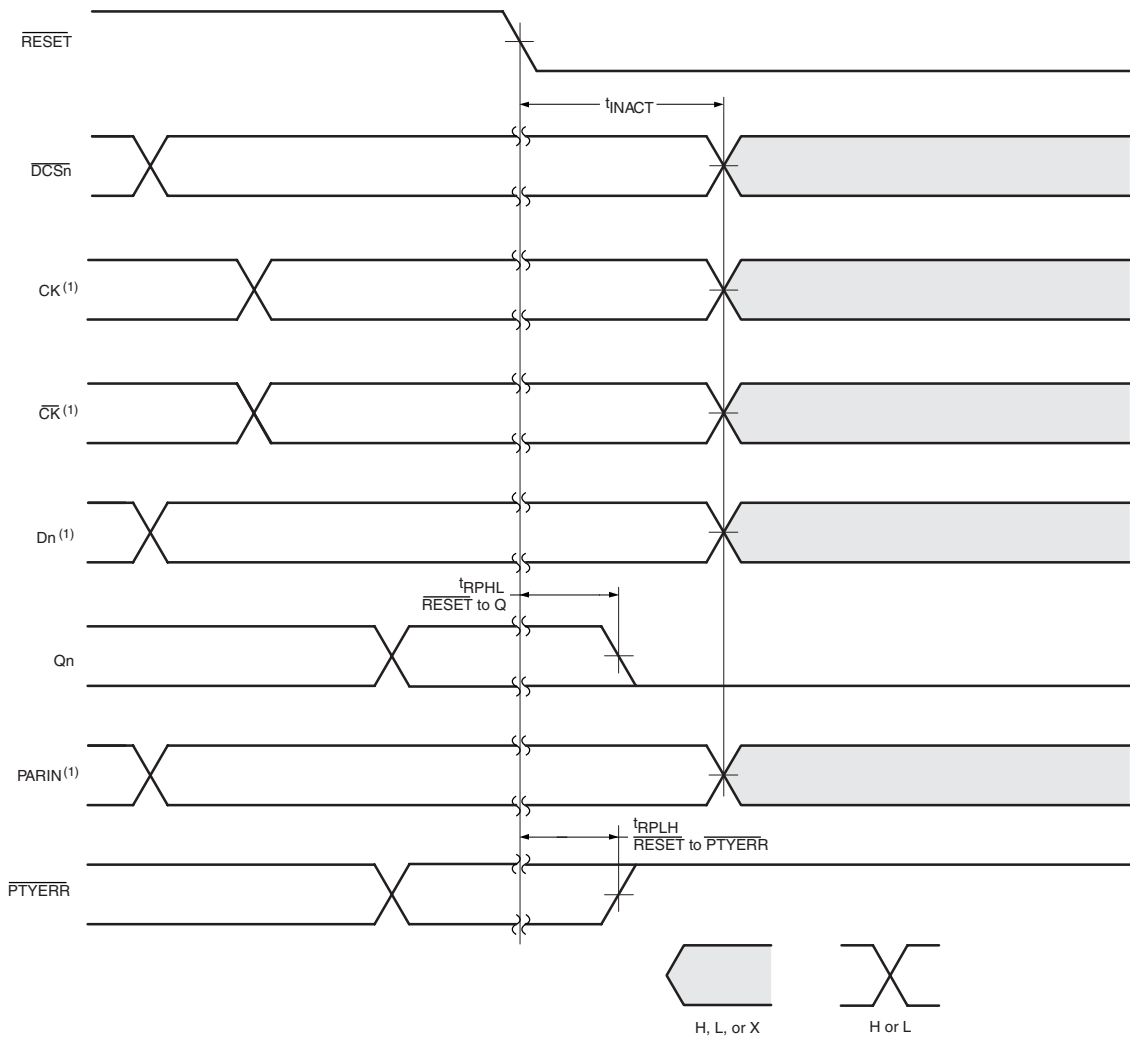 RESET
tINACT
DCSn
CK(1)
CK(1)
Dn(1)
tRPHL
RESET to Q
Qn
PARIN(1)
tRPLH
RESET to PTYERR
PTYERR
H, L, or X
H or L